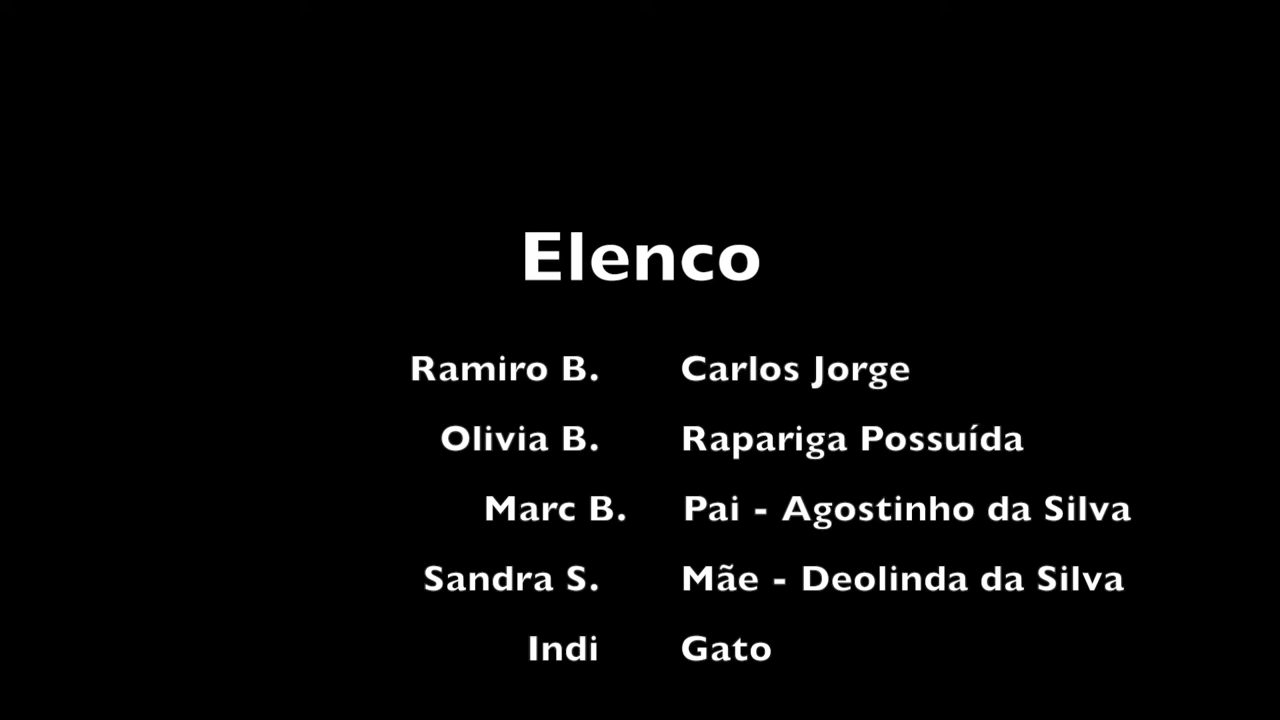 Elenco
Ramiro B. Carlos Jorge
Olivia B. Rapariga Possuída
Marc B. Pai - Agostinho da Silva
Sandra S. Mãe - Deolinda da Silva
Indi Gato